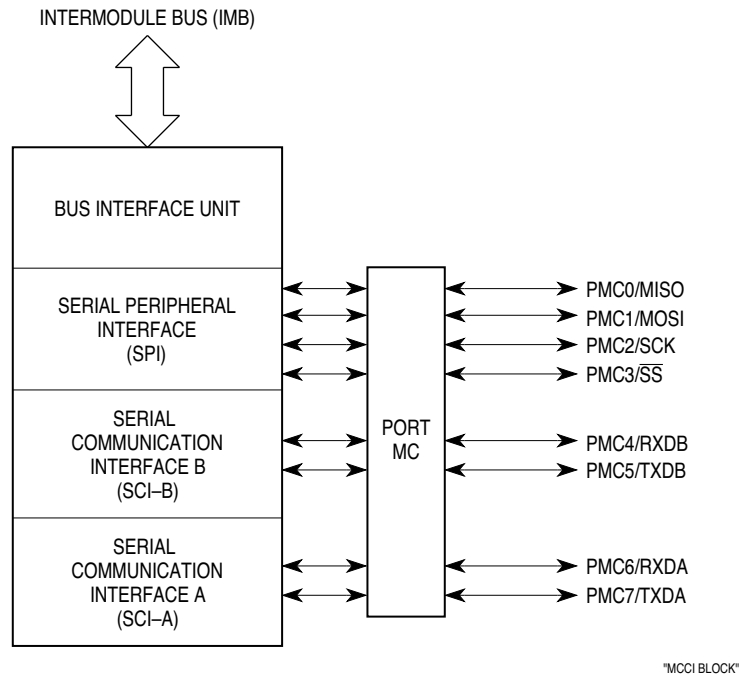 INTERMODULE BUS (IMB)
BUS INTERFACE UNIT
SERIAL PERIPHERAL
INTERFACE
(SPI)
SERIAL
COMMUNICATION
INTERFACE B
(SCI–B)
SERIAL
COMMUNICATION
INTERFACE A
(SCI–A)
PORT
MC
PMC0/MISO
PMC1/MOSI
PMC2/SCK
PMC3/S̅S̅
PMC4/RXDB
PMC5/TXDB
PMC6/RXDA
PMC7/TXDA
"MCCI BLOCK"